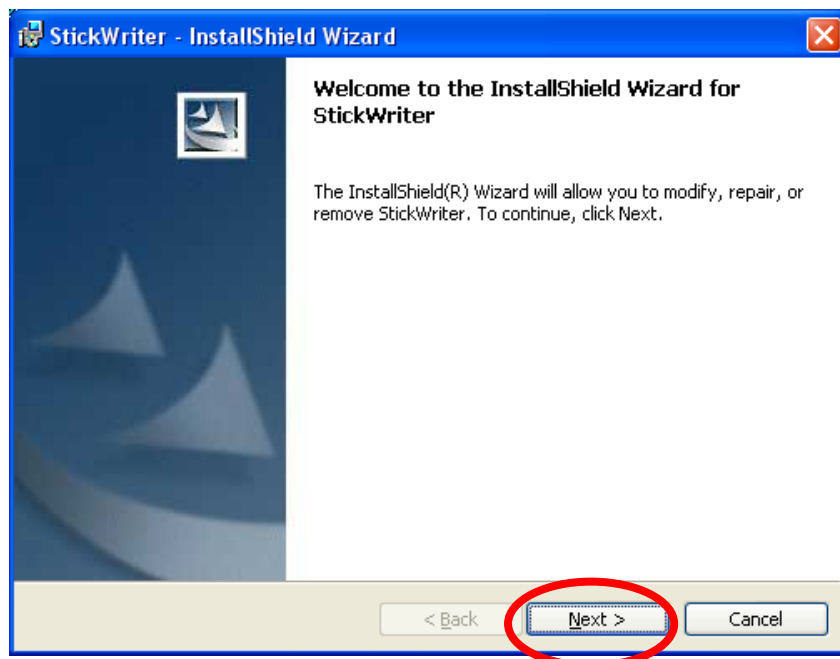 StickWriter - InstallShield Wizard
Welcome to the InstallShield Wizard for
StickWriter
The InstallShield(R) Wizard will allow you to modify, repair, or
remove StickWriter. To continue, click Next.
< Back Next > Cancel